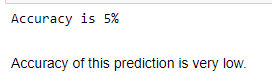 Accuracy is 5%
Accuracy of this prediction is very low.